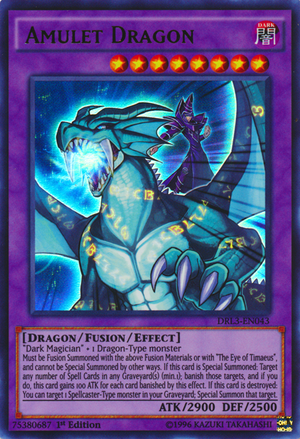 AMULET DRAGON
DARK
闇
DRL3-EN043
[DRAGON/FUSION/EFFECT]
"Dark Magician" + 1 Dragon-Type monster
Must be Fusion Summoned with the above Fusion Materials or with "The Eye of Timaeus",
and cannot be Special Summoned by other ways. If this card is Special Summoned: Target
any number of Spell Cards in any Graveyard(s) (min.1); banish those targets, and if you
do, this card gains 100 ATK for each card banished by this effect. If this card is destroyed:
You can target 1 Spellcaster-Type monster in your Graveyard; Special Summon that target.
ATK/2900 DEF/2500
75380687 1st Edition ©1996 KAZUKI TAKAHASHI